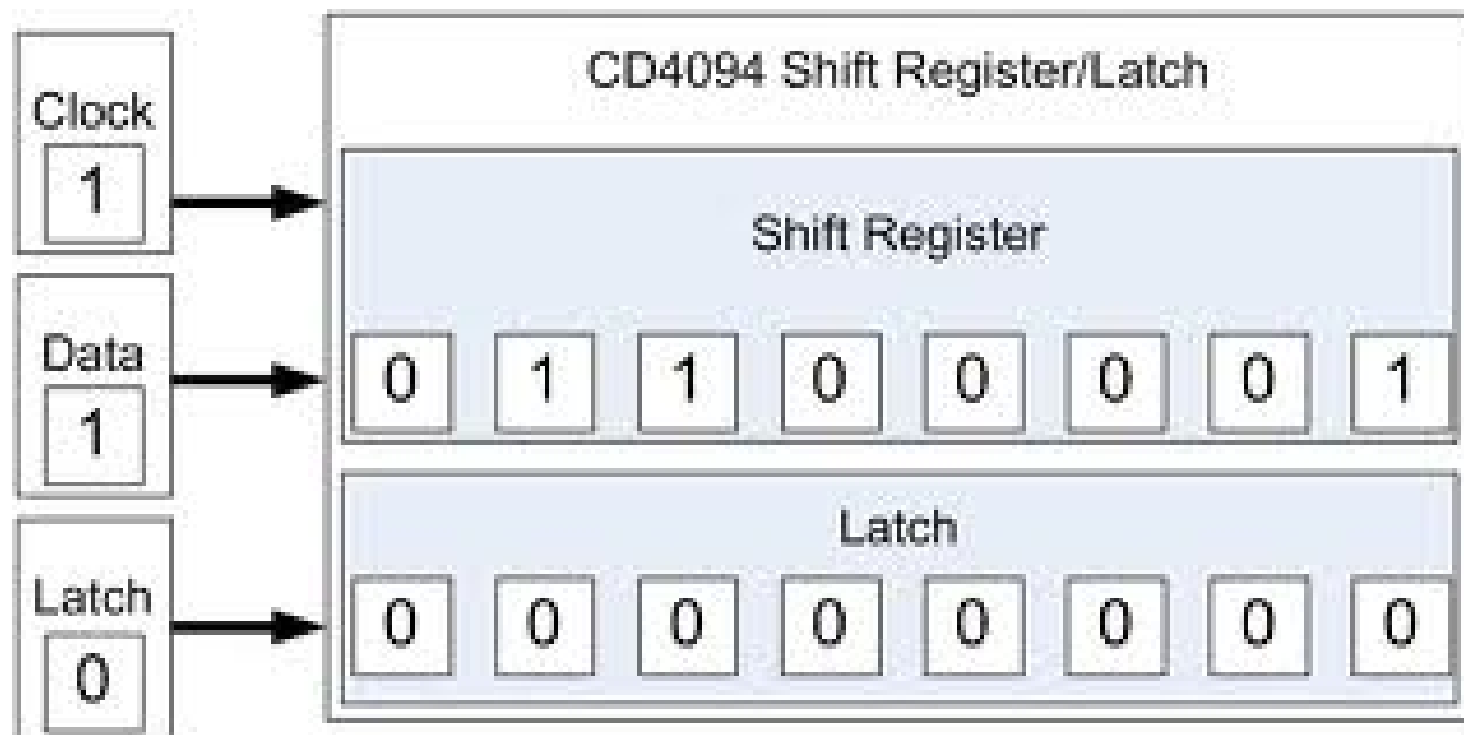 CD4094 Shift Register/Latch
Clock
1
Shift Register
Data
1
0 1 1 0 0 0 0 1
Latch
0
Latch
0 0 0 0 0 0 0 0